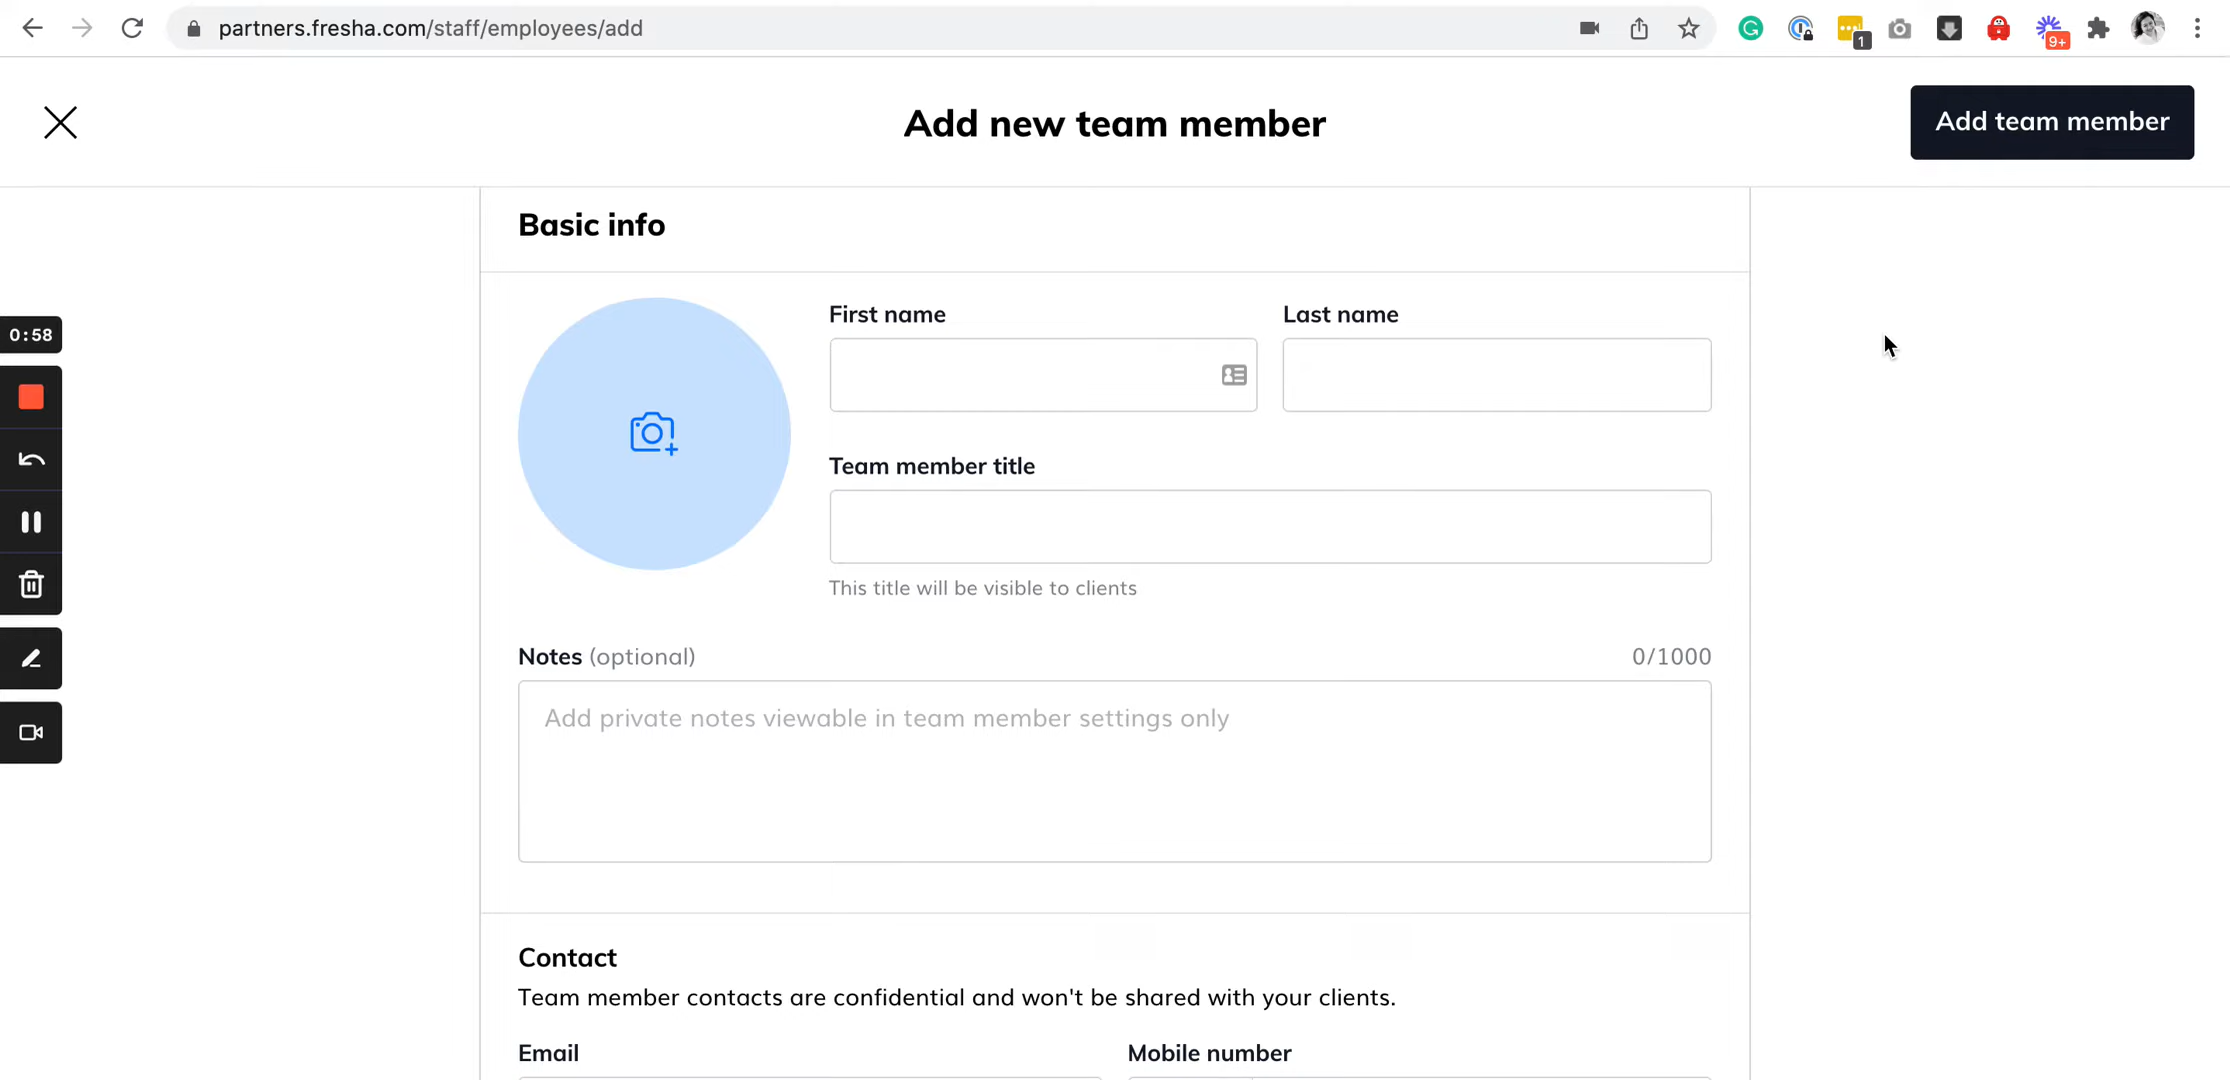 partners.fresha.com/staff/employees/add
1
9+
Add new team member
Add team member
Basic info
First name
Last name
0:58
Team member title
This title will be visible to clients
Notes (optional)
0/1000
Add private notes viewable in team member settings only
Contact
Team member contacts are confidential and won't be shared with your clients.
Email
Mobile number